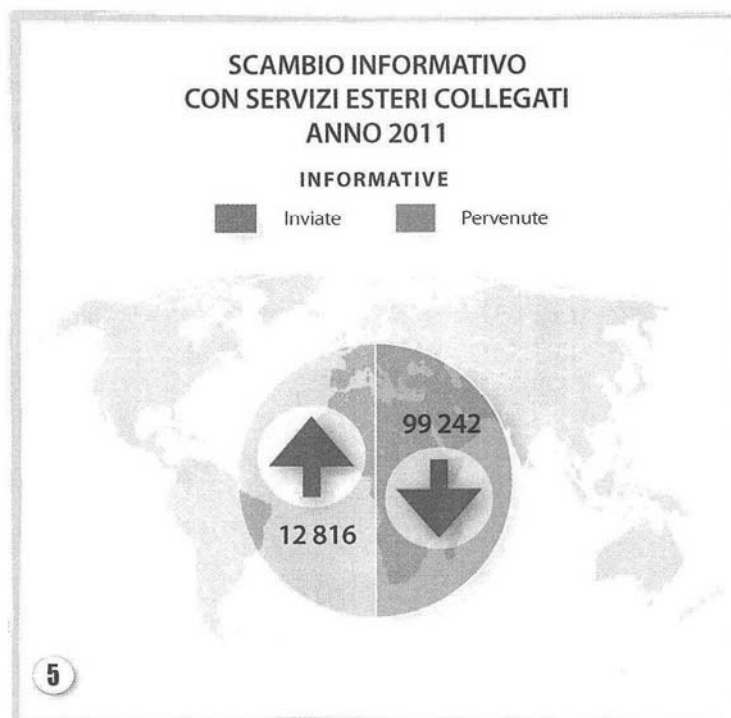 SCAMBIO INFORMATIVO
CON SERVIZI ESTERI COLLEGATI
ANNO 2011
INFORMATIVE
Inviate Pervenute
99 242
12 816
5